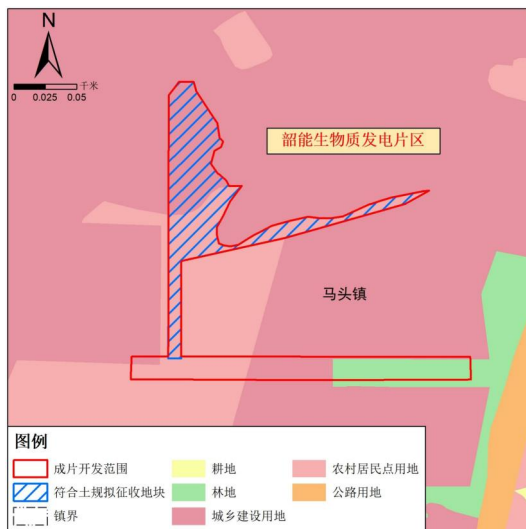 N
千米
0 0.025 0.05
韶能生物质发电片区
马头镇
图例
成片开发范围 耕地 农村居民点用地
符合土规拟征收地块 林地 公路用地
镇界 城乡建设用地